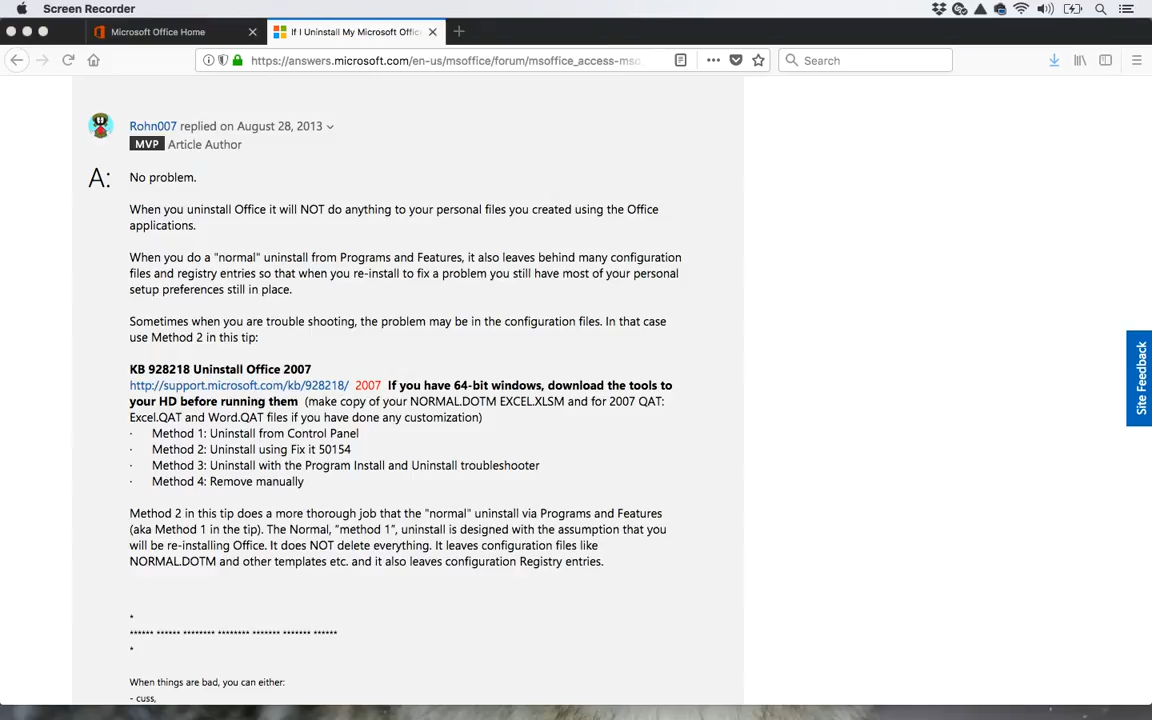 Screen Recorder
Microsoft Office Home
If I Uninstall My Microsoft Offic
https://answers.microsoft.com/en-us/msoffice/forum/msoffice_access-mso
Search
Rohn007 replied on August 28, 2013
MVP Article Author
A: No problem.
When you uninstall Office it will NOT do anything to your personal files you created using the Office
applications.
When you do a "normal" uninstall from Programs and Features, it also leaves behind many configuration
files and registry entries so that when you re-install to fix a problem you still have most of your personal
setup preferences still in place.
Sometimes when you are trouble shooting, the problem may be in the configuration files. In that case
use Method 2 in this tip:
KB 928218 Uninstall Office 2007
http://support.microsoft.com/kb/928218/ 2007 If you have 64-bit windows, download the tools to
your HD before running them (make copy of your NORMAL.DOTM EXCEL.XLSM and for 2007 QAT:
Excel.QAT and Word.QAT files if you have done any customization)
· Method 1: Uninstall from Control Panel
· Method 2: Uninstall using Fix it 50154
· Method 3: Uninstall with the Program Install and Uninstall troubleshooter
· Method 4: Remove manually
Method 2 in this tip does a more thorough job that the "normal" uninstall via Programs and Features
(aka Method 1 in the tip). The Normal, "method 1", uninstall is designed with the assumption that you
will be re-installing Office. It does NOT delete everything. It leaves configuration files like
NORMAL.DOTM and other templates etc. and it also leaves configuration Registry entries.
*
****** ****** ******** ******** ******* ******* ******
*
When things are bad, you can either:
- cuss,
Site Feedback